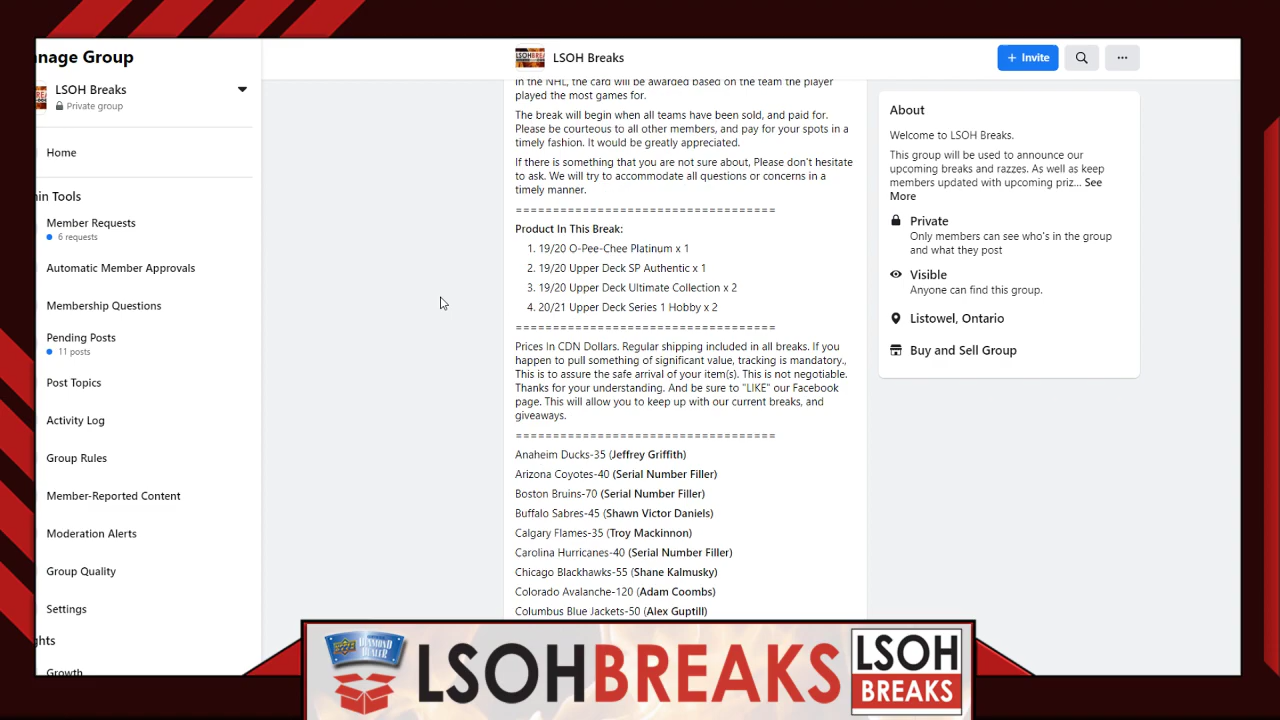 nage Group
LSOH Breaks
Private group
Home
in Tools
Member Requests
6 requests
Automatic Member Approvals
Membership Questions
Pending Posts
11 posts
Post Topics
Activity Log
Group Rules
Member-Reported Content
Moderation Alerts
Group Quality
Settings
hts
Growth
LSOH Breaks
+ Invite
in the NHL, the card will be awarded based on the team the player
played the most games for.
The break will begin when all teams have been sold, and paid for.
Please be courteous to all other members, and pay for your spots in a
timely fashion. It would be greatly appreciated.
If there is something that you are not sure about, Please don't hesitate
to ask. We will try to accommodate all questions or concerns in a
timely manner.
==================================
Product In This Break:
1. 19/20 O-Pee-Chee Platinum x 1
2. 19/20 Upper Deck SP Authentic x 1
3. 19/20 Upper Deck Ultimate Collection x 2
4. 20/21 Upper Deck Series 1 Hobby x 2
==================================
Prices In CDN Dollars. Regular shipping included in all breaks. If you
happen to pull something of significant value, tracking is mandatory.,
This is to assure the safe arrival of your item(s). This is not negotiable.
Thanks for your understanding. And be sure to "LIKE" our Facebook
page. This will allow you to keep up with our current breaks, and
giveaways.
==================================
Anaheim Ducks-35 (Jeffrey Griffith)
Arizona Coyotes-40 (Serial Number Filler)
Boston Bruins-70 (Serial Number Filler)
Buffalo Sabres-45 (Shawn Victor Daniels)
Calgary Flames-35 (Troy Mackinnon)
Carolina Hurricanes-40 (Serial Number Filler)
Chicago Blackhawks-55 (Shane Kalmusky)
Colorado Avalanche-120 (Adam Coombs)
Columbus Blue Jackets-50 (Alex Guptill)
About
Welcome to LSOH Breaks.
This group will be used to announce our
upcoming breaks and razzes. As well as keep
members updated with upcoming priz... See
More
Private
Only members can see who's in the group
and what they post
Visible
Anyone can find this group.
Listowel, Ontario
Buy and Sell Group
DIAMOND
DEALER
LSOHBREAKS
LSOH
BREAKS